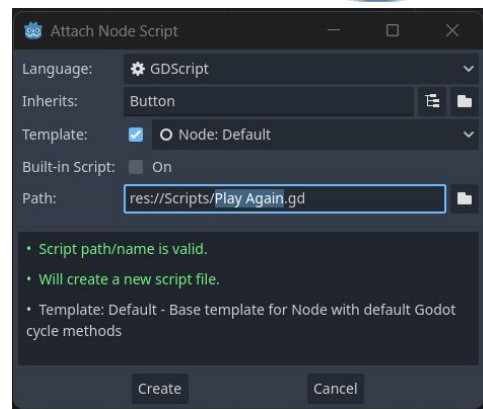 Attach Node Script
Language: GDScript
Inherits: Button
Template: Node: Default
Built-in Script: On
Path: res://Scripts/Play Again.gd
• Script path/name is valid.
• Will create a new script file.
• Template: Default - Base template for Node with default Godot
cycle methods
Create Cancel